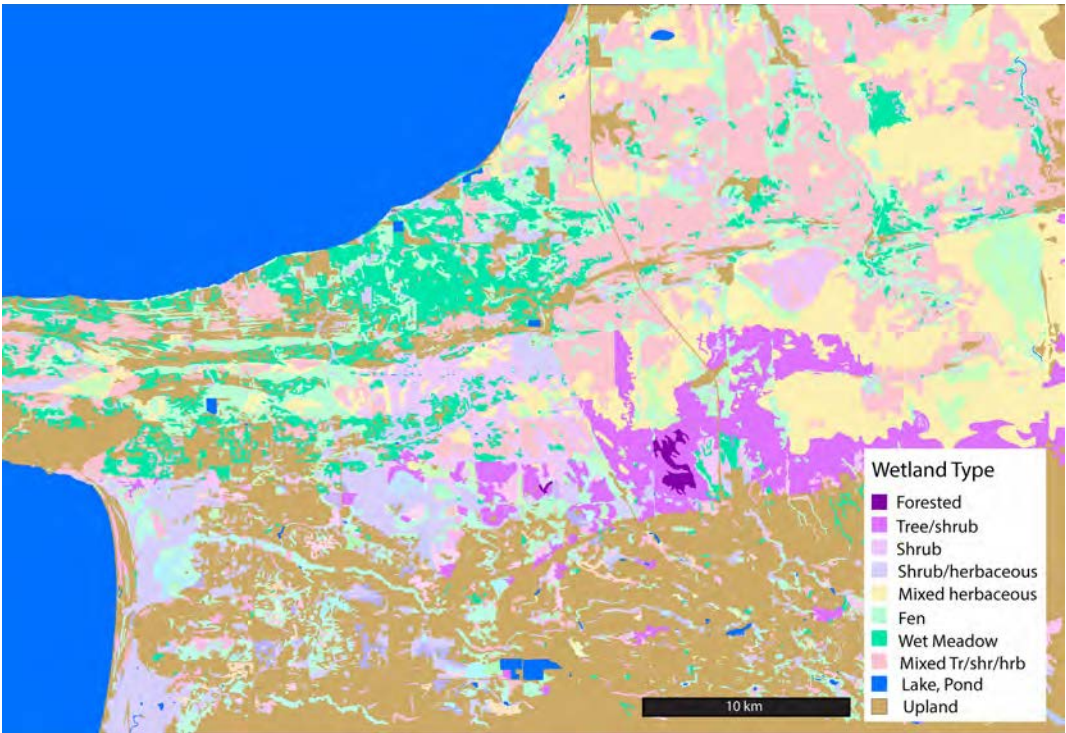 Wetland Type
Forested
Tree/shrub
Shrub
Shrub/herbaceous
Mixed herbaceous
Fen
Wet Meadow
Mixed Tr/shr/hrb
Lake, Pond
Upland
10 km